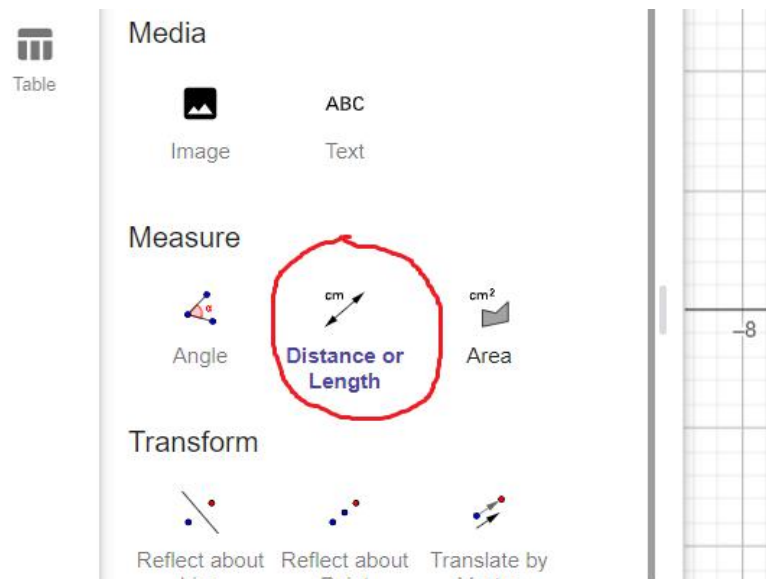 Media
Table
ABC
Image
Text
Measure
cm
cm²
α
Angle
Distance or
Length
Area
–8
Transform
Reflect about
Reflect about
Translate by